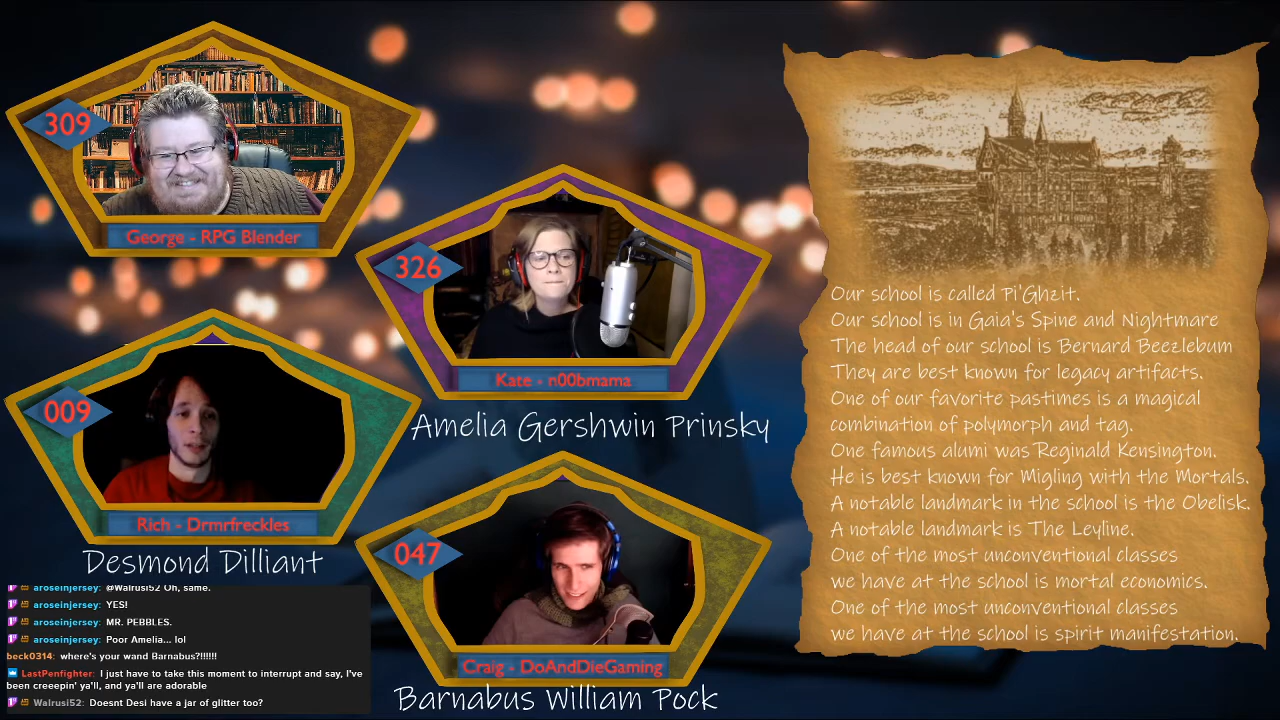 309
George - RPG Blender
326
Kate - n00bmama
Amelia Gershwin Prinsky
009
Rich - Drmrfreckles
Desmond Dilliant
047
Craig - DoAndDieGaming
Barnabus William Pock
aroseinjersey: @Walrusi52 Oh, same.
aroseinjersey: YES!
aroseinjersey: MR. PEBBLES.
aroseinjersey: Poor Amelia... lol
beck0314: where's your wand Barnabus?!!!!!!
LastPenfighter: I just have to take this moment to interrupt and say, I've
been creeepin' ya'll, and ya'll are adorable
Walrusi52: Doesnt Desi have a jar of glitter too?
Our school is called Pi'Ghzit.
Our school is in Gaia's Spine and Nightmare
The head of our school is Bernard Beezlebum
They are best known for legacy artifacts.
One of our favorite pastimes is a magical
combination of polymorph and tag.
One famous alumi was Reginald Kensington.
He is best known for Migling with the Mortals.
A notable landmark in the school is the Obelisk.
A notable landmark is The Leyline.
One of the most unconventional classes
we have at the school is mortal economics.
One of the most unconventional classes
we have at the school is spirit manifestation.